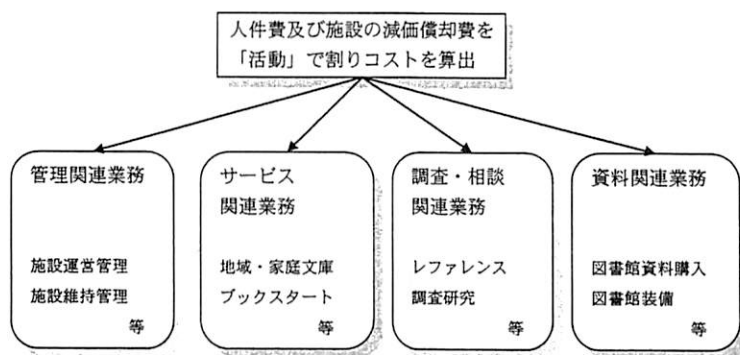 人件費及び施設の減価償却費を
「活動」で割りコストを算出
管理関連業務
施設運営管理
施設維持管理
等
サービス
関連業務
地域・家庭文庫
ブックスタート
等
調査・相談
関連業務
レファレンス
調査研究
等
資料関連業務
図書館資料購入
図書館装備
等